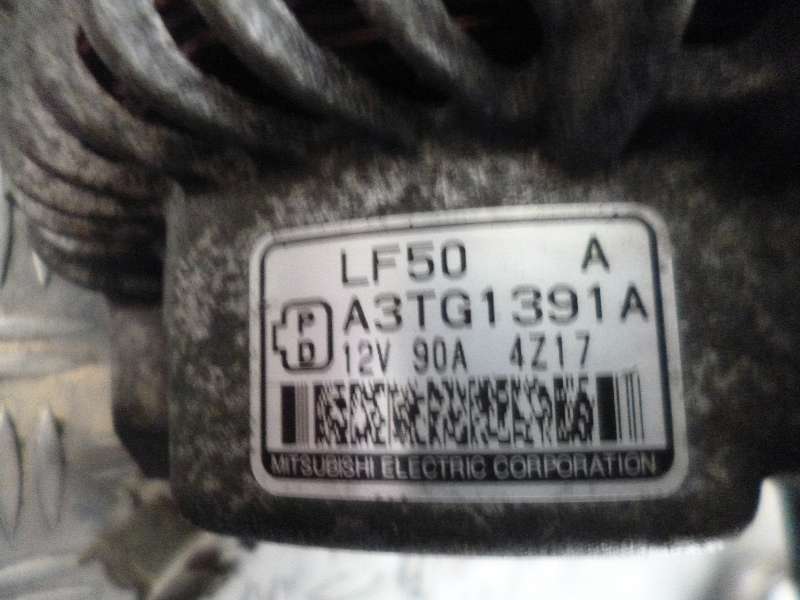 LF50 A
A3TG1391A
P
D
12V 90A 4Z17
MITSUBISHI ELECTRIC CORPORATION